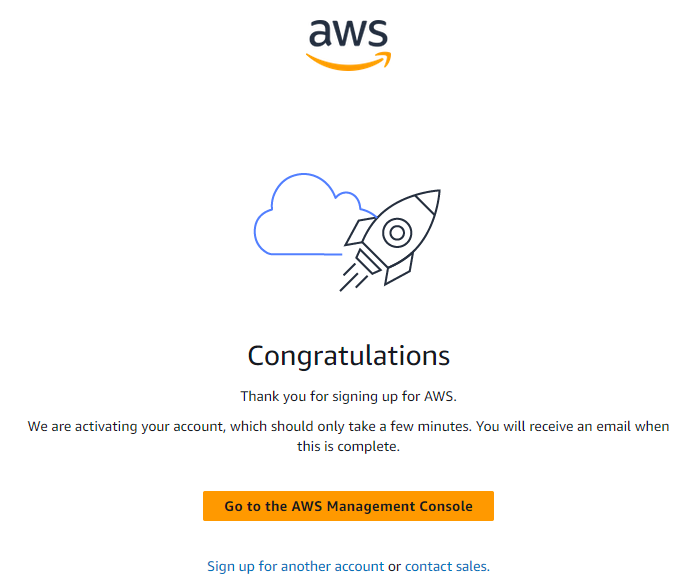 aws
Congratulations
Thank you for signing up for AWS.
We are activating your account, which should only take a few minutes. You will receive an email when
this is complete.
Go to the AWS Management Console
Sign up for another account or contact sales.